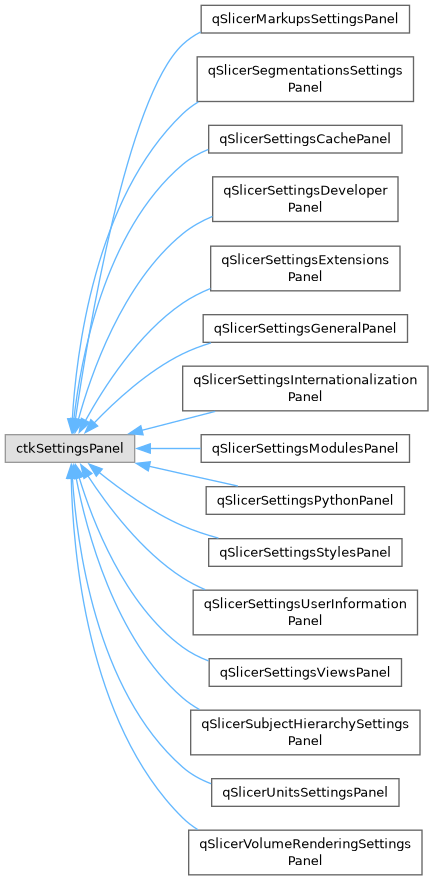 qSlicerMarkupsSettingsPanel
qSlicerSegmentationsSettings
Panel
qSlicerSettingsCachePanel
qSlicerSettingsDeveloper
Panel
qSlicerSettingsExtensions
Panel
qSlicerSettingsGeneralPanel
qSlicerSettingsInternationalization
Panel
ctkSettingsPanel
qSlicerSettingsModulesPanel
qSlicerSettingsPythonPanel
qSlicerSettingsStylesPanel
qSlicerSettingsUserInformation
Panel
qSlicerSettingsViewsPanel
qSlicerSubjectHierarchySettings
Panel
qSlicerUnitsSettingsPanel
qSlicerVolumeRenderingSettings
Panel